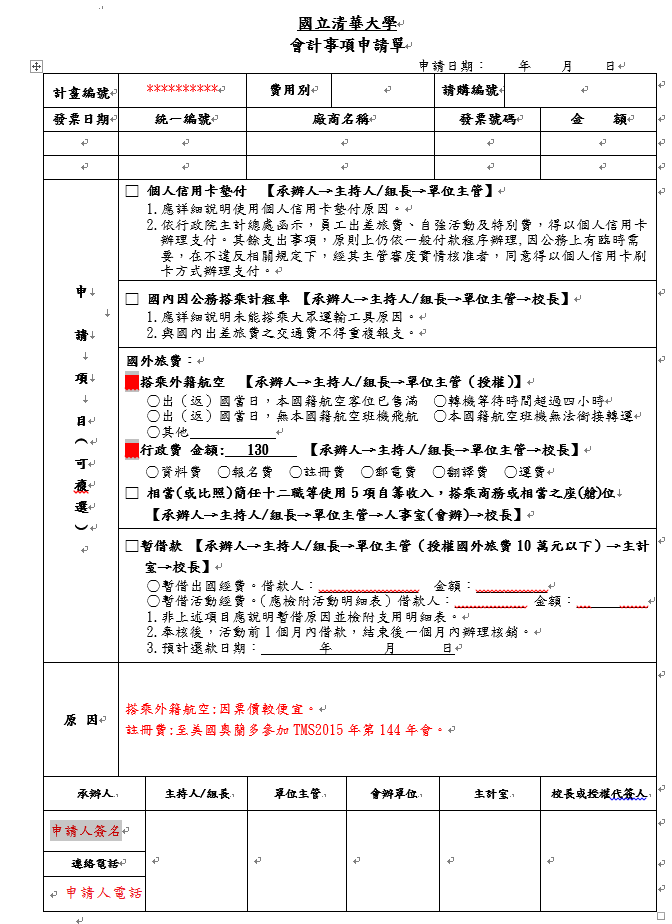 國立清華大學
會計事項申請單
申請日期： 年 月 日
計畫編號 ********** 費用別 請購編號
發票日期 統一編號 廠商名稱 發票號碼 金 額
申請項目(可複選)
□ 個人信用卡墊付 【承辦人→主持人/組長→單位主管】
1.應詳細說明使用個人信用卡墊付原因。
2.依行政院主計總處函示，員工出差旅費、自強活動及特別費，得以個人信用卡
辦理支付。其餘支出事項，原則上仍依一般付款程序辦理,因公務上有臨時需
要，在不違反相關規定下，經其主管審度實情核准者，同意得以個人信用卡刷
卡方式辦理支付。
□ 國內因公務搭乘計程車 【承辦人→主持人/組長→單位主管→校長】
1.應詳細說明未能搭乘大眾運輸工具原因。
2.與國內出差旅費之交通費不得重複報支。
國外旅費：
■搭乘外籍航空 【承辦人→主持人/組長→單位主管（授權)】
○出（返）國當日，本國籍航空客位已售滿 ○轉機等待時間超過四小時
○出（返）國當日，無本國籍航空班機飛航 ○本國籍航空班機無法銜接轉運
○其他
■行政費 金額: 130 【承辦人→主持人/組長→單位主管→校長】
○資料費 ○報名費 ○註冊費 ○郵電費 ○翻譯費 ○運費
□ 相當(或比照)簡任十二職等使用 5 項自籌收入，搭乘商務或相當之座(艙)位
【承辦人→主持人/組長→單位主管→人事室(會辦)→校長】
□暫借款 【承辦人→主持人/組長→單位主管（授權國外旅費 10 萬元以下）→主計
室→校長】
○暫借出國經費。借款人： 金額：
○暫借活動經費。(應檢附活動明細表) 借款人： 金額：
1.非上述項目應說明暫借原因並檢附支用明細表。
2.奉核後，活動前 1 個月內借款，結束後一個月內辦理核銷。
3.預計還款日期： 年 月 日
原 因
搭乘外籍航空:因票價較便宜。
註冊費:至美國奧蘭多參加 TMS2015 年第 144 年會。
承辦人 主持人/組長 單位主管 會辦單位 主計室 校長或授權代簽人
申請人簽名
連絡電話
申請人電話